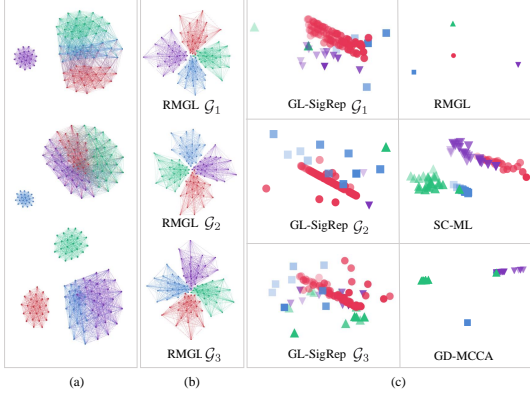 RMGL 𝒢1
GL-SigRep 𝒢1
RMGL
RMGL 𝒢2
GL-SigRep 𝒢2
SC-ML
RMGL 𝒢3
GL-SigRep 𝒢3
GD-MCCA
(a)
(b)
(c)